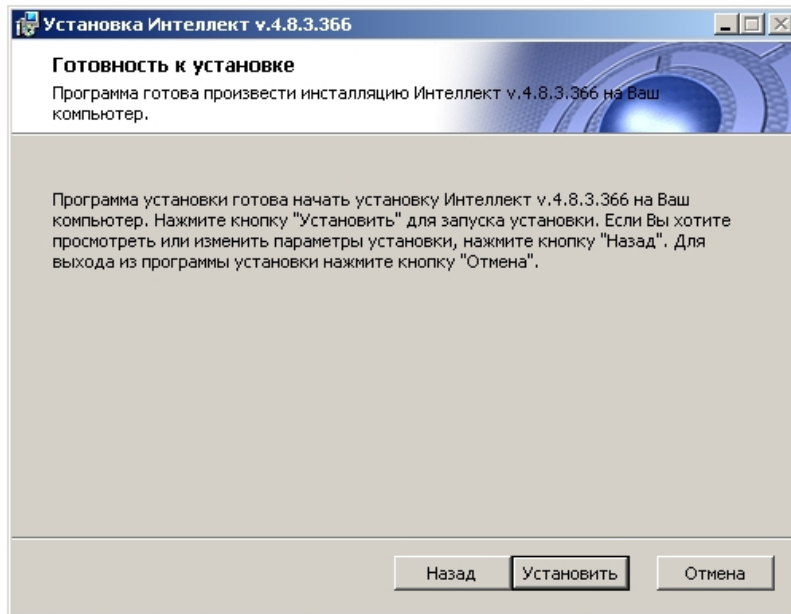 Установка Интеллект v.4.8.3.366
Готовность к установке
Программа готова произвести инсталляцию Интеллект v.4.8.3.366 на Ваш
компьютер.
Программа установки готова начать установку Интеллект v.4.8.3.366 на Ваш
компьютер. Нажмите кнопку "Установить" для запуска установки. Если Вы хотите
просмотреть или изменить параметры установки, нажмите кнопку "Назад". Для
выхода из программы установки нажмите кнопку "Отмена".
Назад Установить Отмена